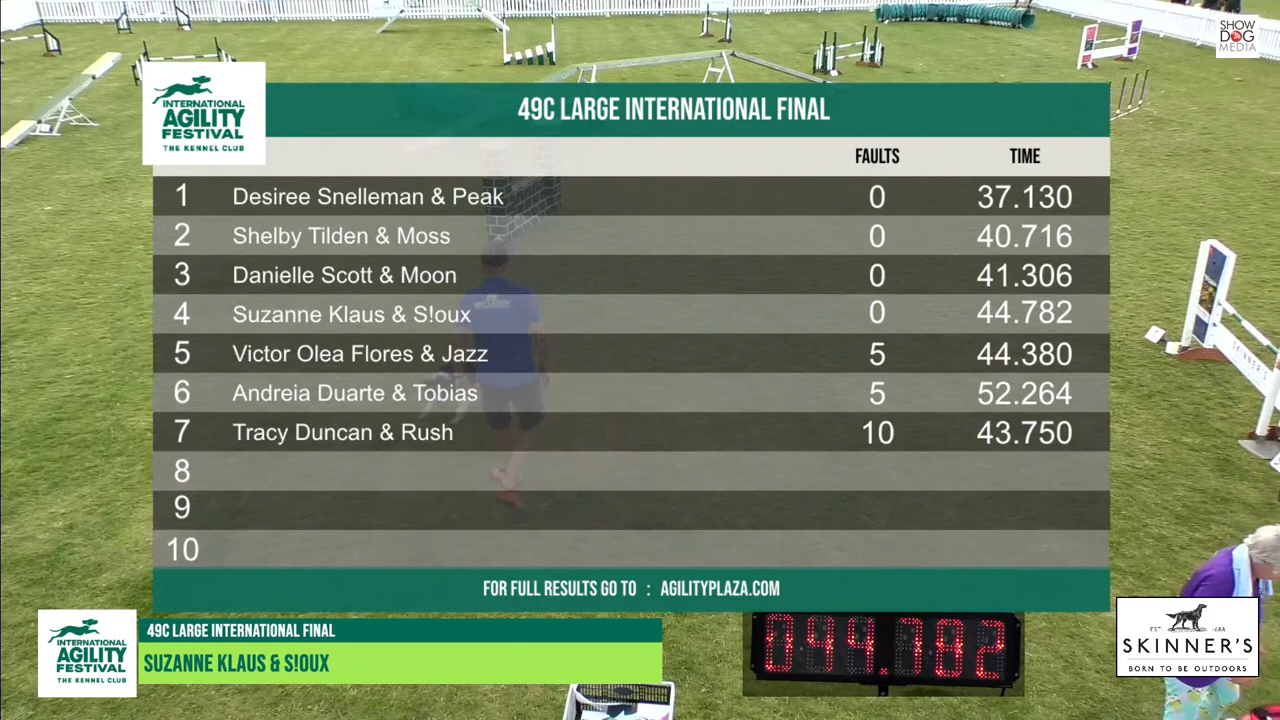 SHOW
DOG
MEDIA
INTERNATIONAL
AGILITY
FESTIVAL
THE KENNEL CLUB
49C LARGE INTERNATIONAL FINAL
FAULTS TIME
1 Desiree Snelleman & Peak 0 37.130
2 Shelby Tilden & Moss 0 40.716
3 Danielle Scott & Moon 0 41.306
4 Suzanne Klaus & S!oux 0 44.782
5 Victor Olea Flores & Jazz 5 44.380
6 Andreia Duarte & Tobias 5 52.264
7 Tracy Duncan & Rush 10 43.750
8
9
10
FOR FULL RESULTS GO TO : AGILITYPLAZA.COM
INTERNATIONAL
AGILITY
FESTIVAL
THE KENNEL CLUB
49C LARGE INTERNATIONAL FINAL
SUZANNE KLAUS & S!OUX
044.782
SKINNER'S
BORN TO BE OUTDOORS